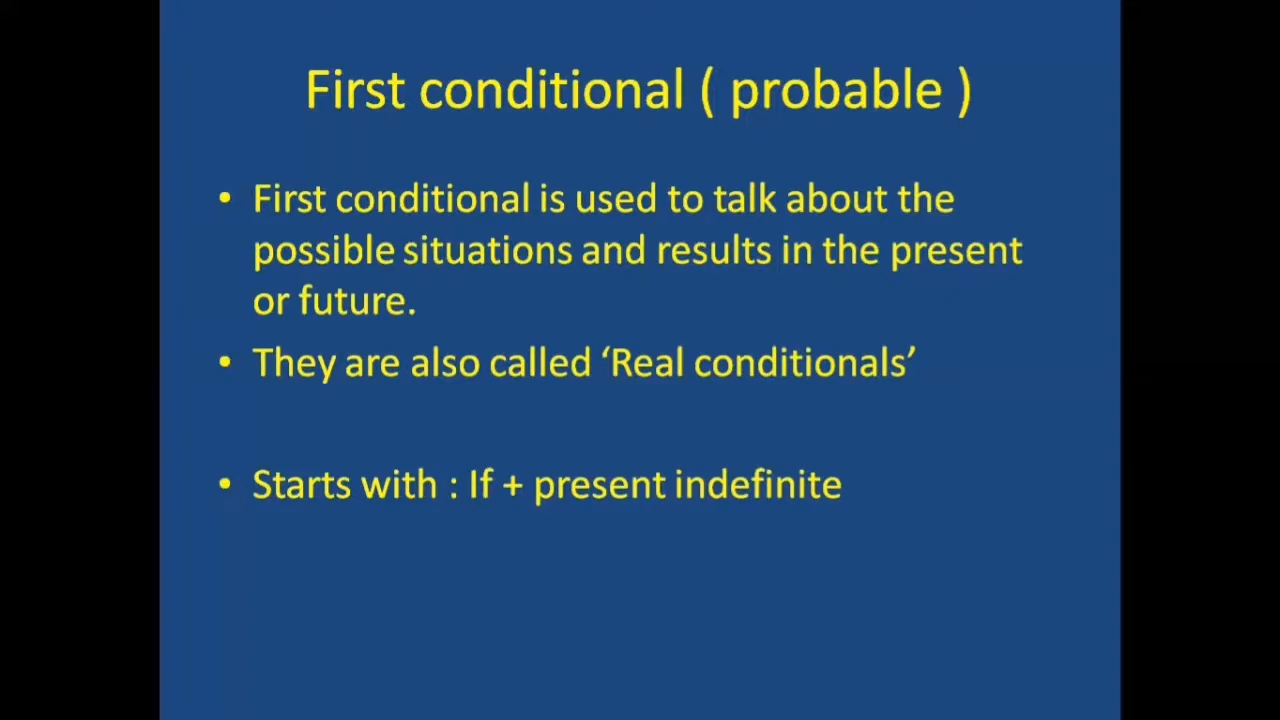 First conditional ( probable )
• First conditional is used to talk about the
possible situations and results in the present
or future.
• They are also called ‘Real conditionals’
• Starts with : If + present indefinite